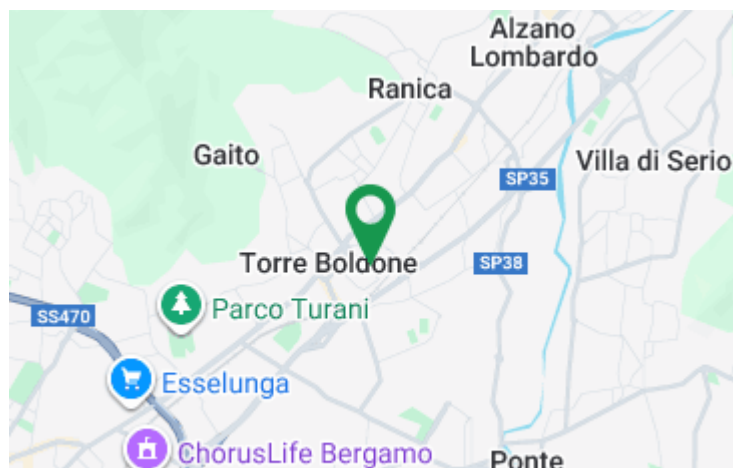 Alzano
Lombardo
Ranica
Gaito
Villa di Serio
SP35
Torre Boldone
SP38
Parco Turani
SS470
Esselunga
ChorusLife Bergamo
Ponte